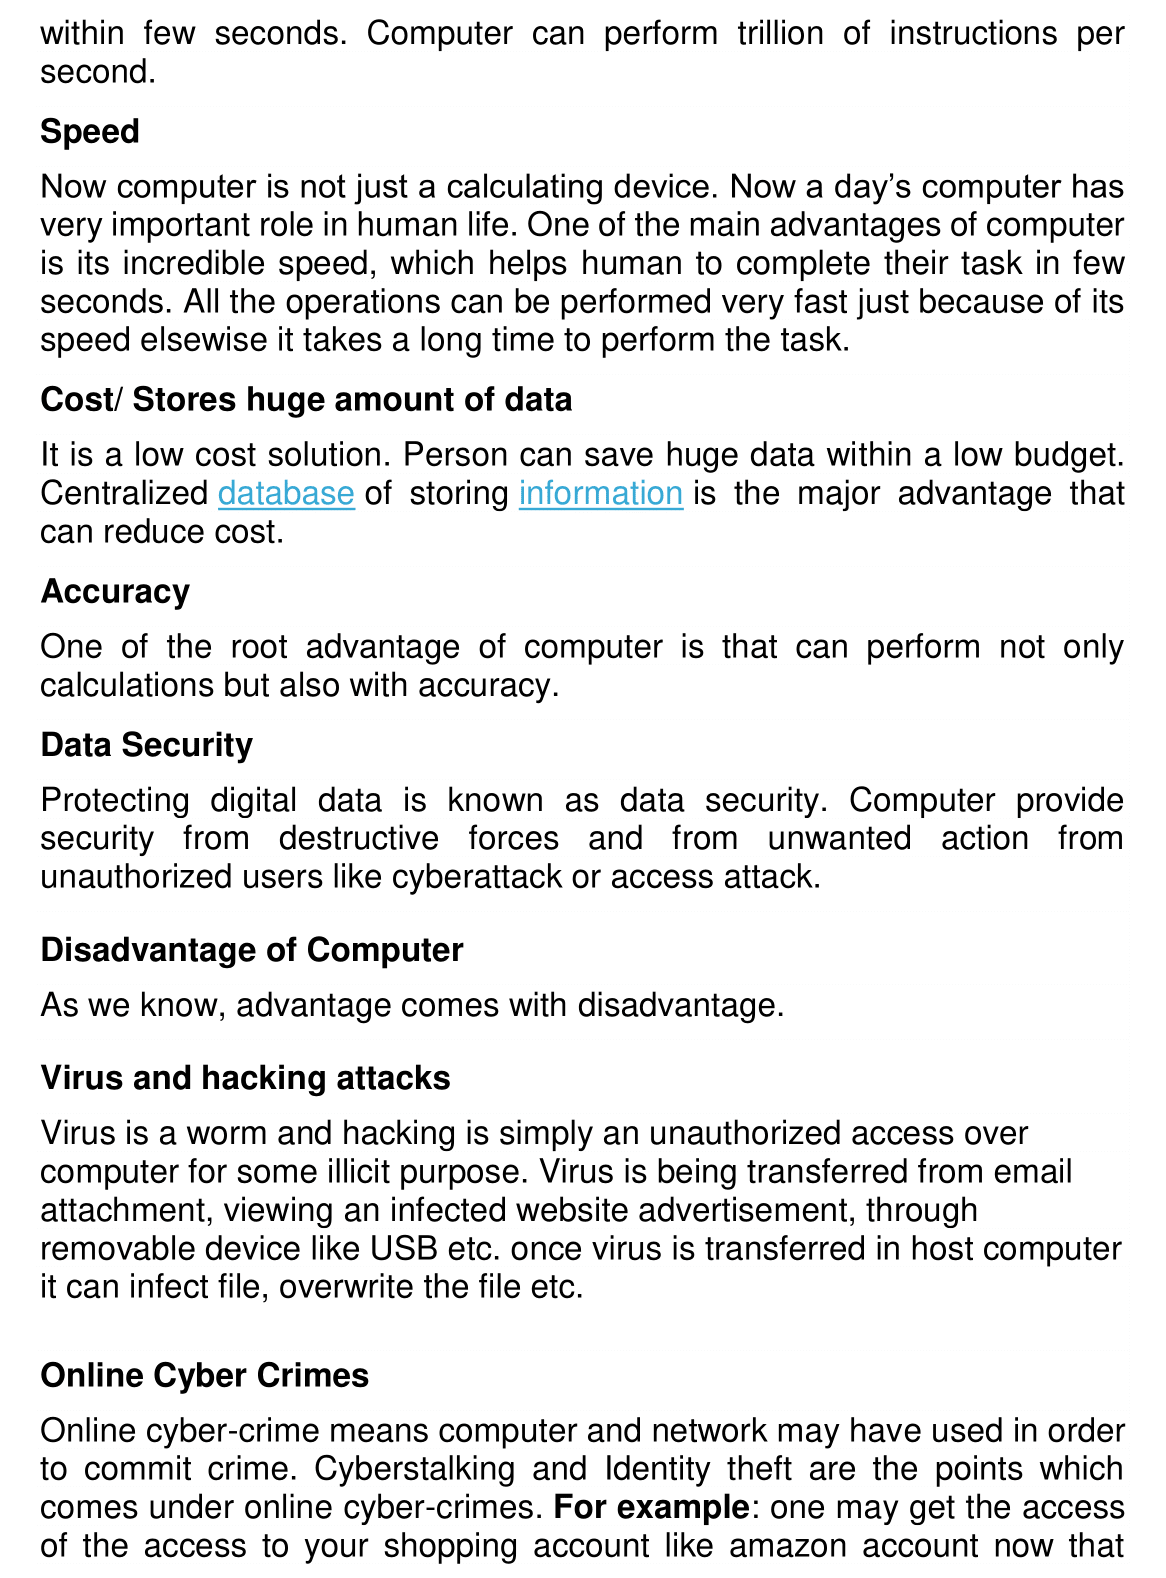 within few seconds. Computer can perform trillion of instructions per
second.
Speed
Now computer is not just a calculating device. Now a day’s computer has
very important role in human life. One of the main advantages of computer
is its incredible speed, which helps human to complete their task in few
seconds. All the operations can be performed very fast just because of its
speed elsewise it takes a long time to perform the task.
Cost/ Stores huge amount of data
It is a low cost solution. Person can save huge data within a low budget.
Centralized database of storing information is the major advantage that
can reduce cost.
Accuracy
One of the root advantage of computer is that can perform not only
calculations but also with accuracy.
Data Security
Protecting digital data is known as data security. Computer provide
security from destructive forces and from unwanted action from
unauthorized users like cyberattack or access attack.
Disadvantage of Computer
As we know, advantage comes with disadvantage.
Virus and hacking attacks
Virus is a worm and hacking is simply an unauthorized access over
computer for some illicit purpose. Virus is being transferred from email
attachment, viewing an infected website advertisement, through
removable device like USB etc. once virus is transferred in host computer
it can infect file, overwrite the file etc.
Online Cyber Crimes
Online cyber-crime means computer and network may have used in order
to commit crime. Cyberstalking and Identity theft are the points which
comes under online cyber-crimes. For example: one may get the access
of the access to your shopping account like amazon account now that